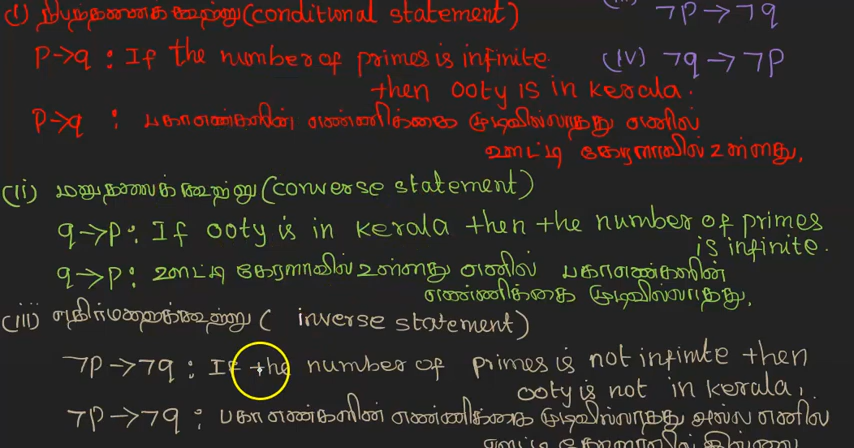 (i) நிபந்தனைக்கூற்று (conditional statement)
(iii) ¬P→¬q
P→q : If the number of primes is infinite
then ooty is in kerala.
(iv) ¬q→¬P
P→q : பகா எண்களின் எண்ணிக்கை முடிவில்லாதது எனில்
ஊட்டி கேரளாவில் உள்ளது.
(ii) மறுதலைக் கூற்று (converse statement)
q→p: If ooty is in kerala then the number of primes
is infinite.
q→p: ஊட்டி கேரளாவில் உள்ளது எனில் பகா எண்களின்
எண்ணிக்கை முடிவில்லாதது.
(iii) எதிர்மறைக்கூற்று ( inverse statement)
¬P→¬q : If the number of primes is not infinite then
ooty is not in kerala.
¬P→¬q : பகா எண்களின் எண்ணிக்கை முடிவில்லாதது அல்ல எனில்
ஊட்டி கேரளாவில் இல்லை